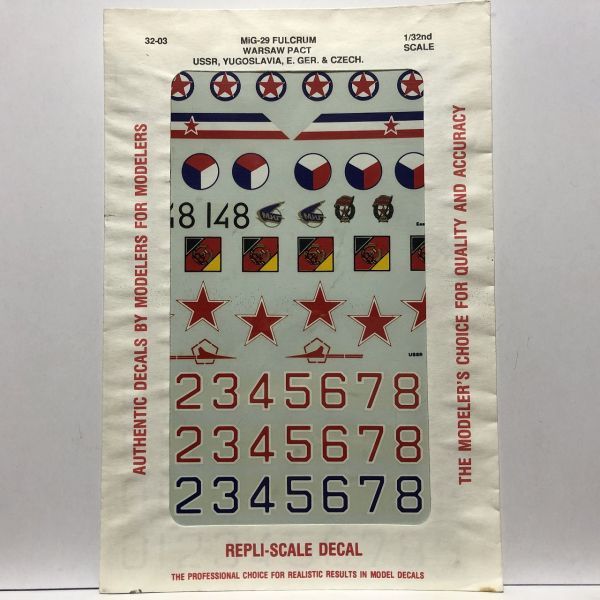 32-03
MiG-29 FULCRUM
WARSAW PACT
USSR, YUGOSLAVIA, E. GER. & CZECH.
1/32nd
SCALE
AUTHENTIC DECALS BY MODELERS FOR MODELERS
THE MODELER'S CHOICE FOR QUALITY AND ACCURACY
48 148
USSR
2345678
2345678
2345678
REPLI-SCALE DECAL
THE PROFESSIONAL CHOICE FOR REALISTIC RESULTS IN MODEL DECALS